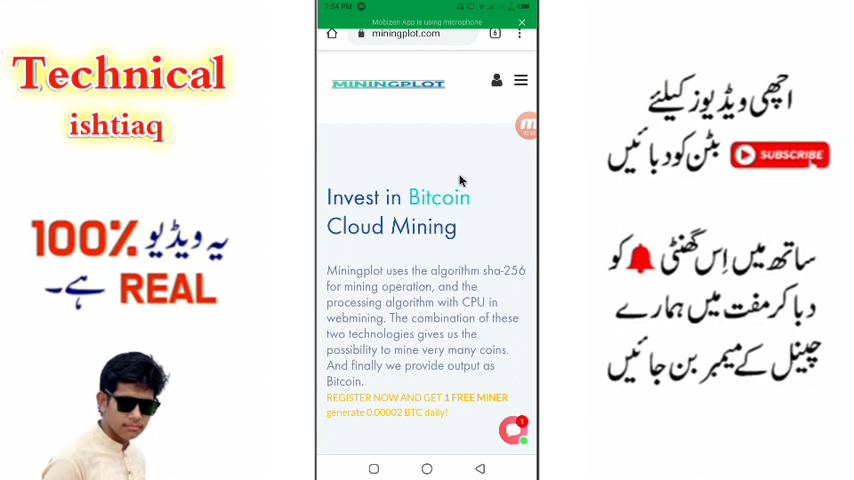 Technical
ishtiaq
یہ ویڈیو 100%
REAL ہے۔
7:54 PM
Mobizen App is using microphone
miningplot.com
6
MININGPLOT
Invest in Bitcoin
Cloud Mining
Miningplot uses the algorithm sha-256
for mining operation, and the
processing algorithm with CPU in
webmining. The combination of these
two technologies gives us the
possibility to mine very many coins.
And finally we provide output as
Bitcoin.
REGISTER NOW AND GET 1 FREE MINER
generate 0.00002 BTC daily!
1
اچھی ویڈیوز کیلئے
SUBSCRIBE بٹن کو دبائیں
ساتھ میں اِس گھنٹی کو
دبا کر مفت میں ہمارے
چینل کے میمبر بن جائیں